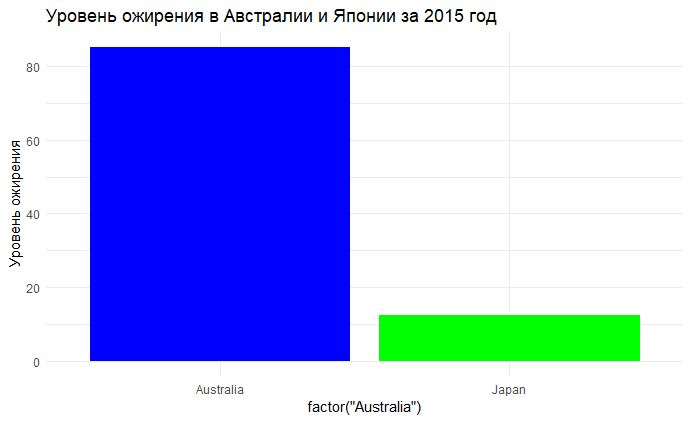 Уровень ожирения в Австралии и Японии за 2015 год
Уровень ожирения
80
60
40
20
0
Australia
Japan
factor("Australia")